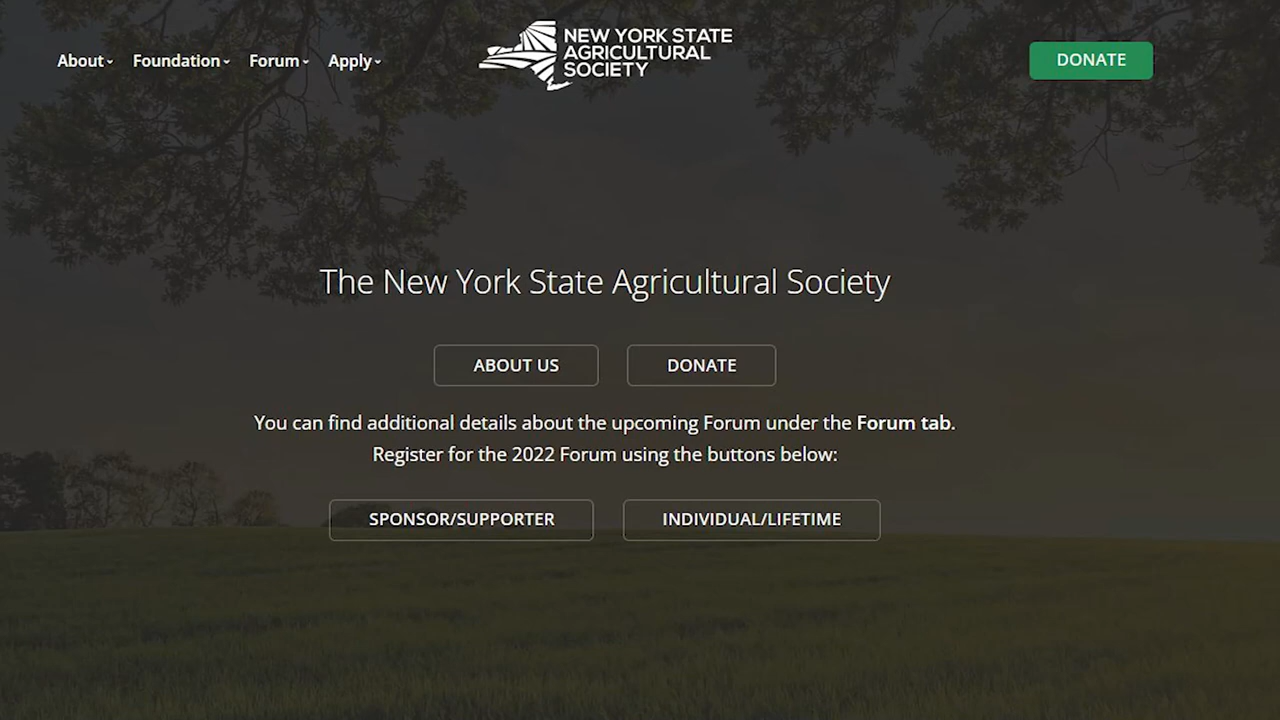 About
Foundation
Forum
Apply
NEW YORK STATE
AGRICULTURAL
SOCIETY
DONATE
The New York State Agricultural Society
ABOUT US
DONATE
You can find additional details about the upcoming Forum under the Forum tab.
Register for the 2022 Forum using the buttons below:
SPONSOR/SUPPORTER
INDIVIDUAL/LIFETIME